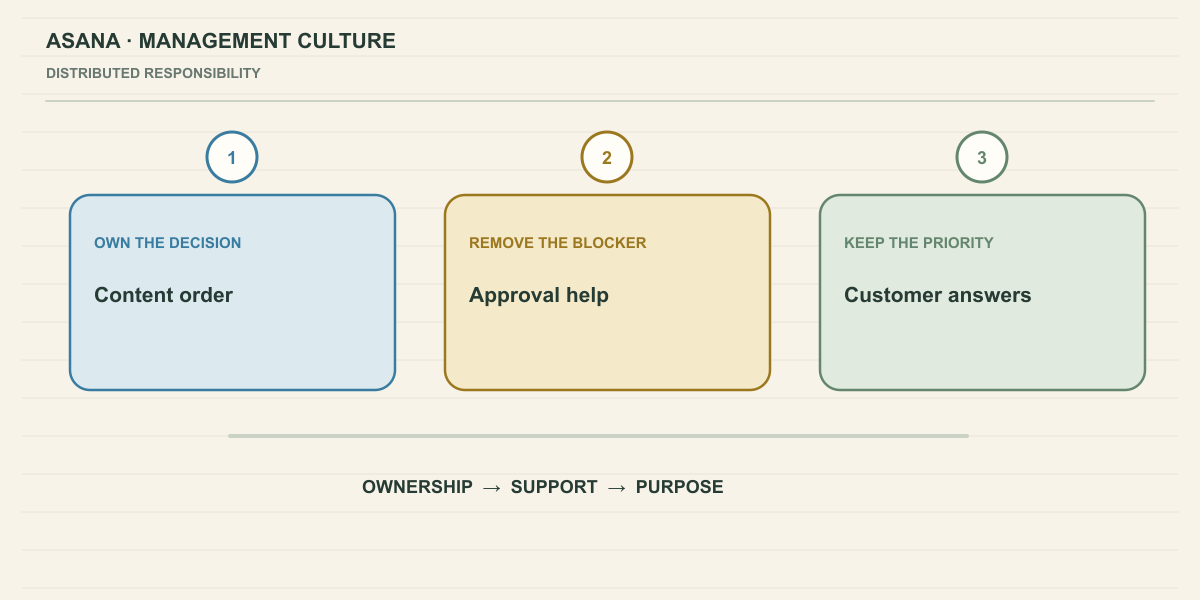 ASANA · MANAGEMENT CULTURE
DISTRIBUTED RESPONSIBILITY
1
OWN THE DECISION
Content order
2
REMOVE THE BLOCKER
Approval help
3
KEEP THE PRIORITY
Customer answers
OWNERSHIP → SUPPORT → PURPOSE